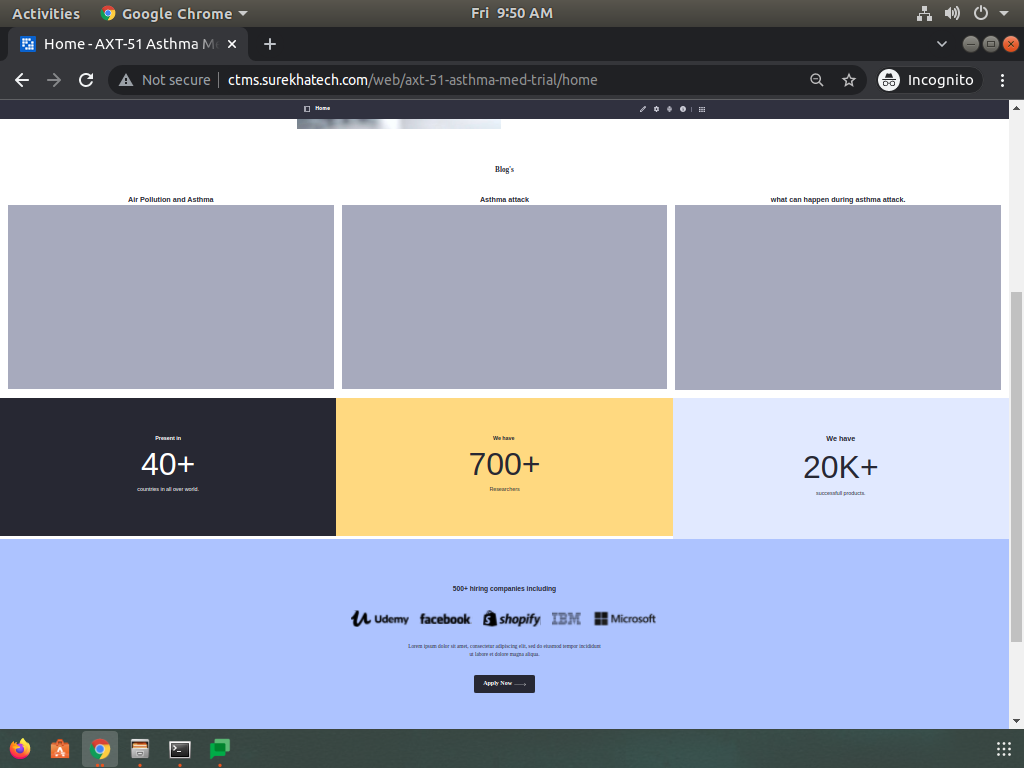 Activities
Google Chrome
Fri 9:50 AM
Home - AXT-51 Asthma M
Not secure
ctms.surekhatech.com/web/axt-51-asthma-med-trial/home
Incognito
Home
Blog's
Air Pollution and Asthma
Asthma attack
what can happen during asthma attack.
Present in
40+
countries in all over world.
We have
700+
Researchers
We have
20K+
successfull products.
500+ hiring companies including
Udemy
facebook
shopify
IBM
Microsoft
Lorem ipsum dolor sit amet, consectetur adipiscing elit, sed do eiusmod tempor incididunt
ut labore et dolore magna aliqua.
Apply Now